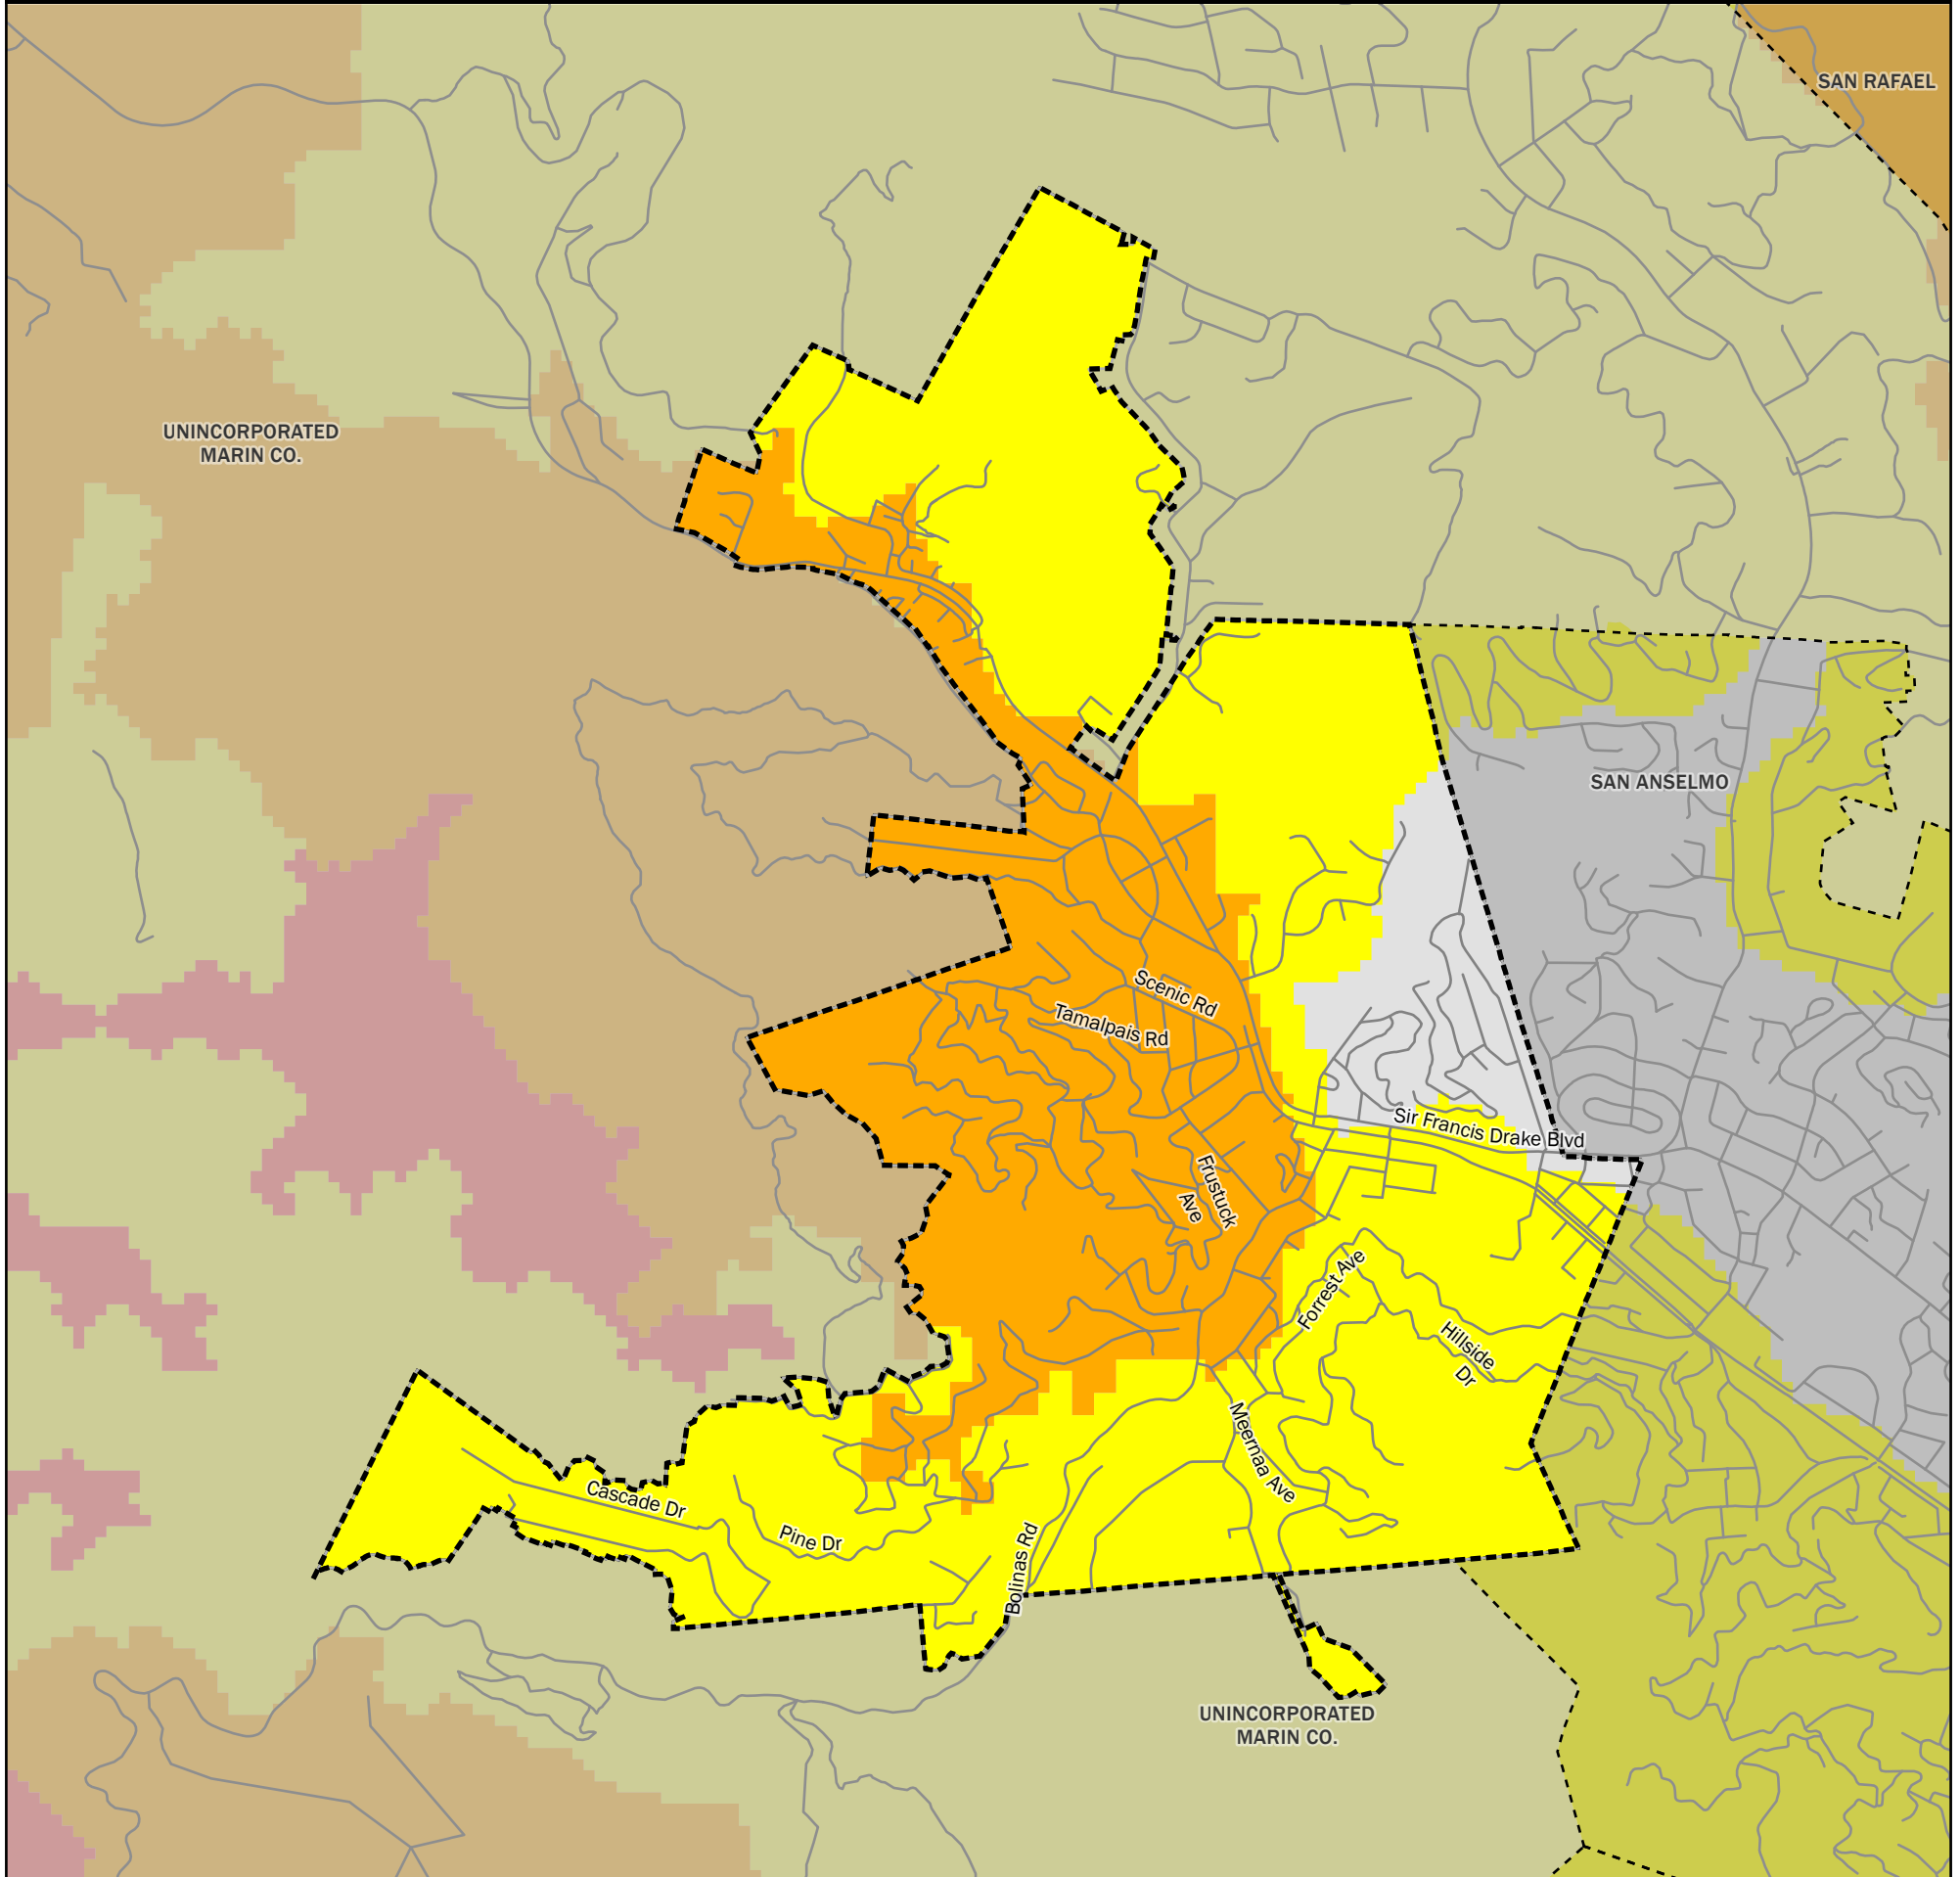 SAN RAFAEL
UNINCORPORATED
MARIN CO.
SAN ANSELMO
Scenic Rd
Tamalpais Rd
Sir Francis Drake Blvd
Frustuck
Ave
Forrest Ave
Hillside
Dr
Meernaa Ave
Cascade Dr
Pine Dr
Bolinas Rd
UNINCORPORATED
MARIN CO.